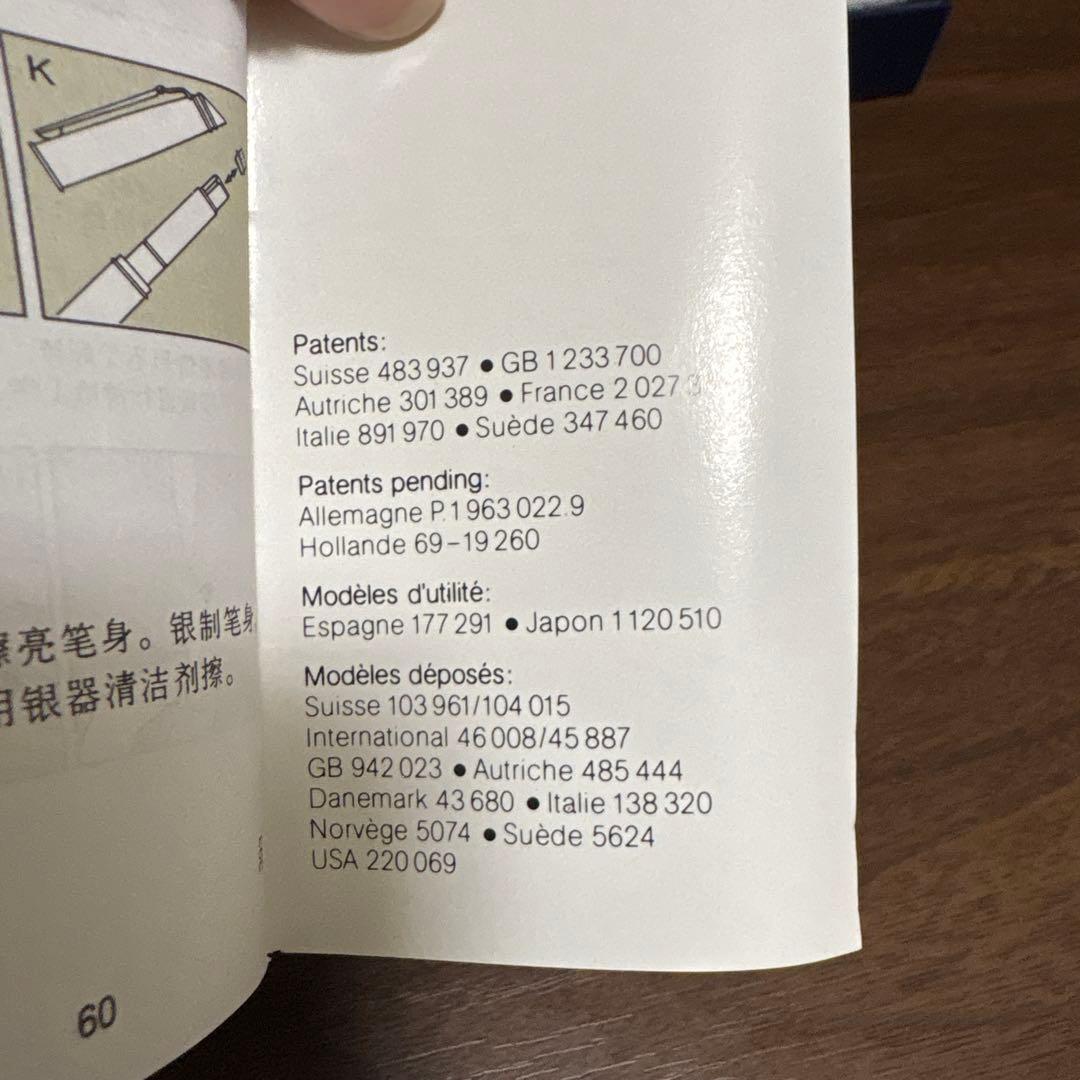 K
亮笔身。银制笔身
用银器清洁剂擦。
60
Patents:
Suisse 483 937 ● GB 1 233 700
Autriche 301 389 ● France 2 027 3
Italie 891 970 ● Suède 347 460
Patents pending:
Allemagne P. 1 963 022.9
Hollande 69–19 260
Modèles d'utilité:
Espagne 177 291 ● Japon 1 120 510
Modèles déposés:
Suisse 103 961/104 015
International 46 008/45 887
GB 942 023 ● Autriche 485 444
Danemark 43 680 ● Italie 138 320
Norvège 5074 ● Suède 5624
USA 220 069